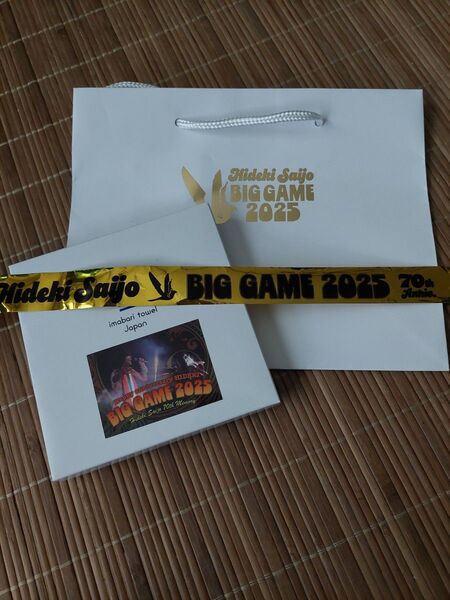 Hideki Saijo
BIG GAME
2025
Hideki Saijo BIG GAME 2025 70th Anniv.
imabari towel
Japan
BIG GAME 2025
Hideki Saijo 70th Memory